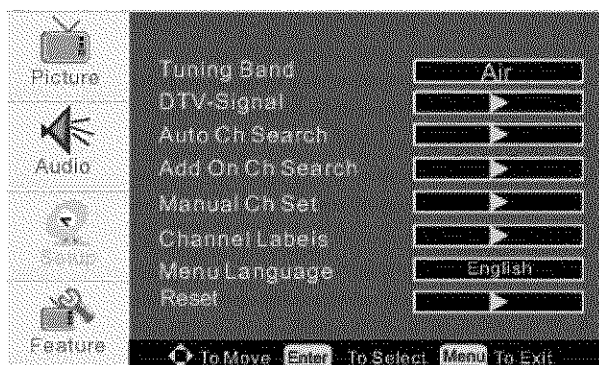 Picture
Audio
Setup
Feature
Tuning Band Air
DTV-Signal
Auto Ch Search
Add On Ch Search
Manual Ch Set
Channel Labels
Menu Language English
Reset
To Move Enter To Select Menu To Exit